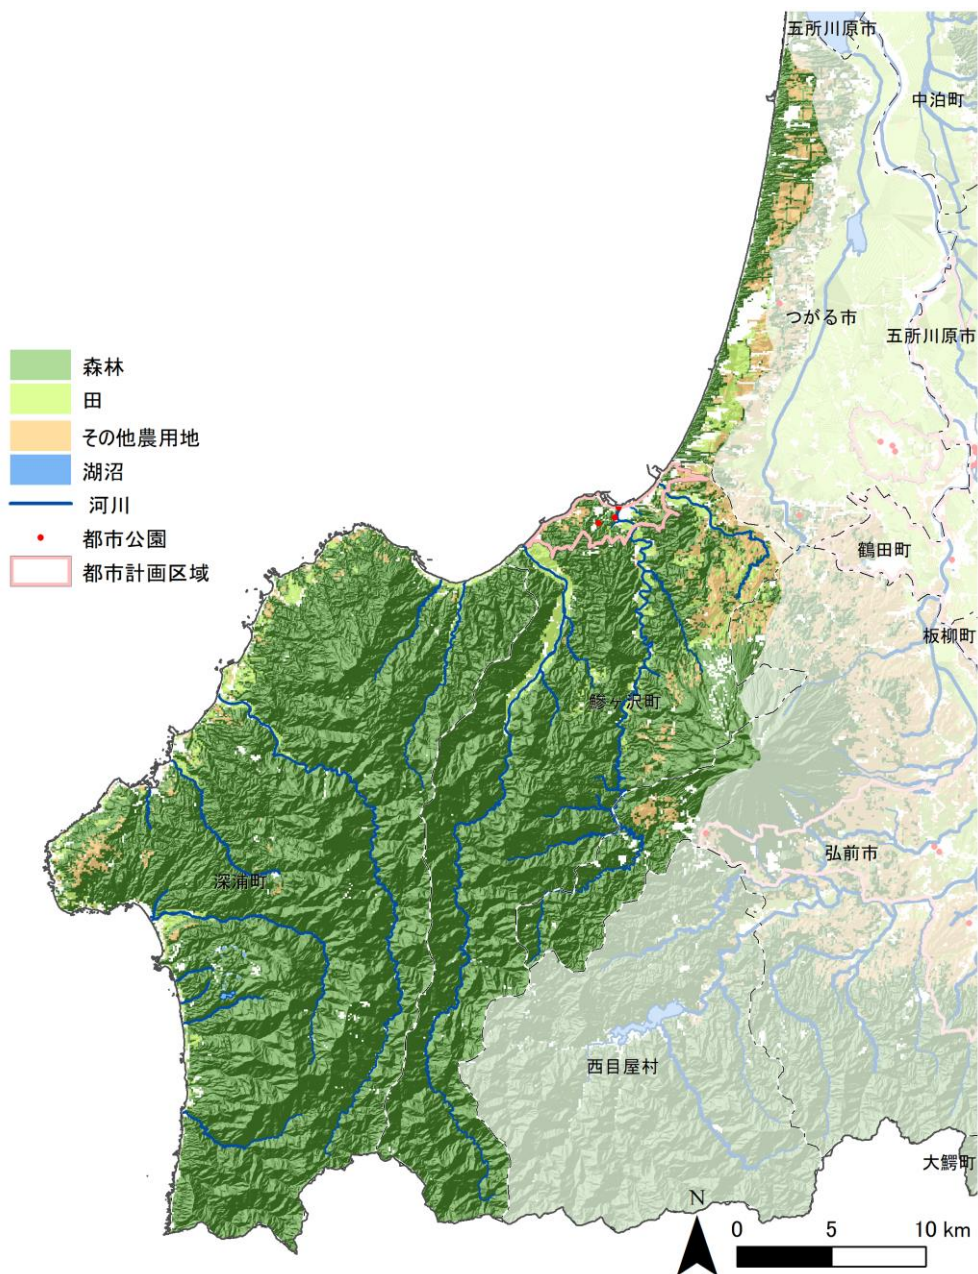 五所川原市
中泊町
つがる市
五所川原市
森林
田
その他農用地
湖沼
河川
都市公園
都市計画区域
鶴田町
板柳町
鰺ヶ沢町
弘前市
深浦町
西目屋村
大鰐町
N
0 5 10 km